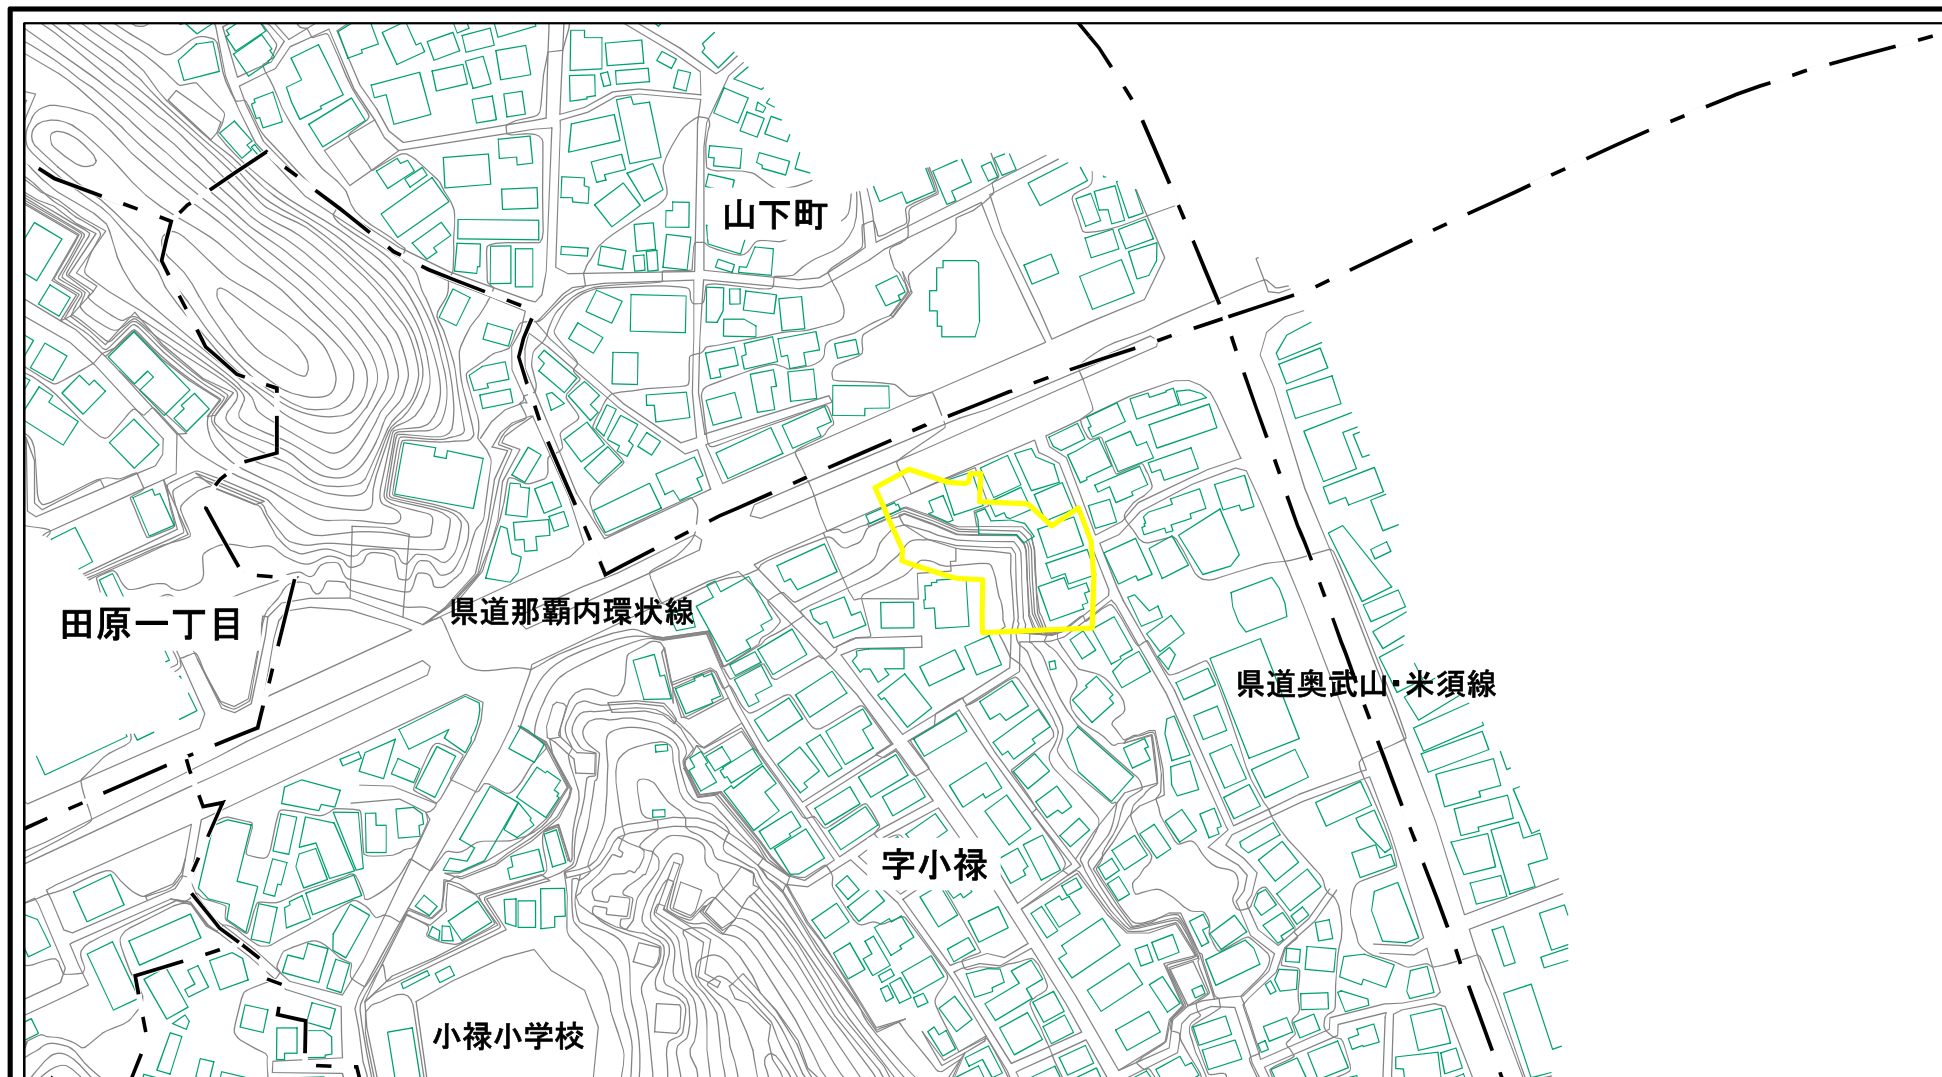 山下町
県道那覇内環状線
田原一丁目
県道奥武山・米須線
字小禄
小禄小学校